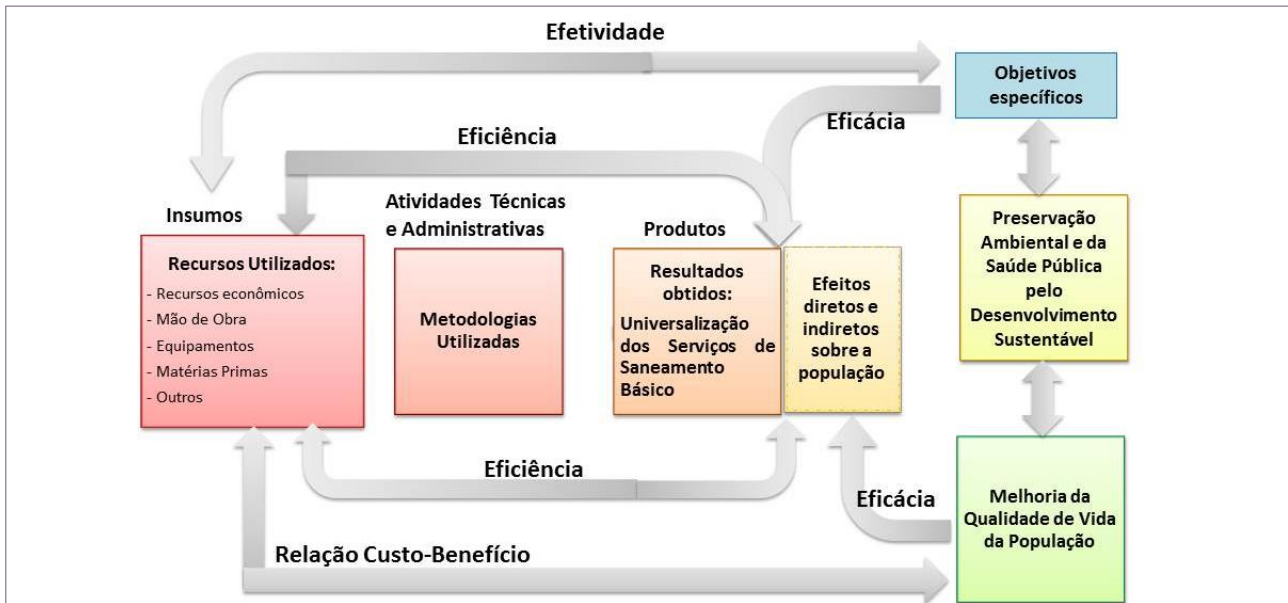 Efetividade
Objetivos
específicos
Eficácia
Eficiência
Insumos
Atividades Técnicas
e Administrativas
Produtos
Recursos Utilizados:
- Recursos econômicos
- Mão de Obra
- Equipamentos
- Matérias Primas
- Outros
Metodologias
Utilizadas
Resultados
obtidos:
Universalização
dos Serviços de
Saneamento
Básico
Efeitos
diretos e
indiretos
sobre a
população
Preservação
Ambiental e da
Saúde Pública
pelo
Desenvolvimento
Sustentável
Eficiência
Eficácia
Melhoria da
Qualidade de Vida
da População
Relação Custo-Benefício